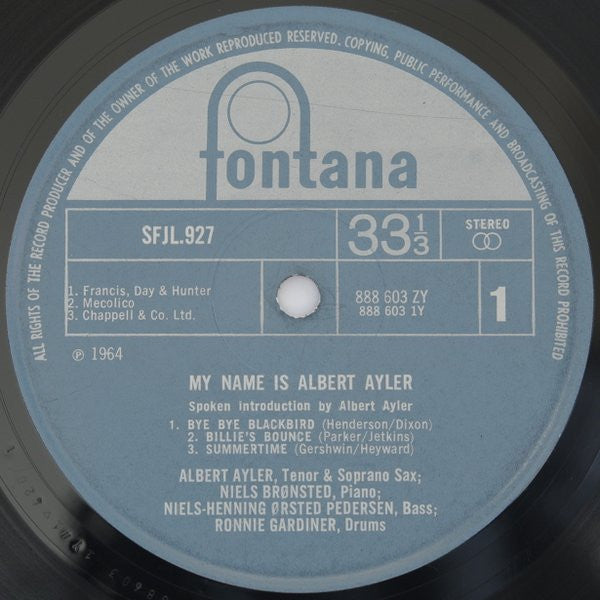 ALL RIGHTS OF THE RECORD PRODUCER AND OF THE OWNER OF THE WORK REPRODUCED RESERVED. COPYING, PUBLIC PERFORMANCE AND BROADCASTING OF THIS RECORD PROHIBITED
fontana
SFJL.927
33 1/3
STEREO
1. Francis, Day & Hunter
2. Mecolico
3. Chappell & Co. Ltd.
888 603 ZY
888 603 1Y
1
℗ 1964
MY NAME IS ALBERT AYLER
Spoken introduction by Albert Ayler
1. BYE BYE BLACKBIRD (Henderson/Dixon)
2. BILLIE'S BOUNCE (Parker/Jetkins)
3. SUMMERTIME (Gershwin/Heyward)
ALBERT AYLER, Tenor & Soprano Sax;
NIELS BRØNSTED, Piano;
NIELS-HENNING ØRSTED PEDERSEN, Bass;
RONNIE GARDINER, Drums